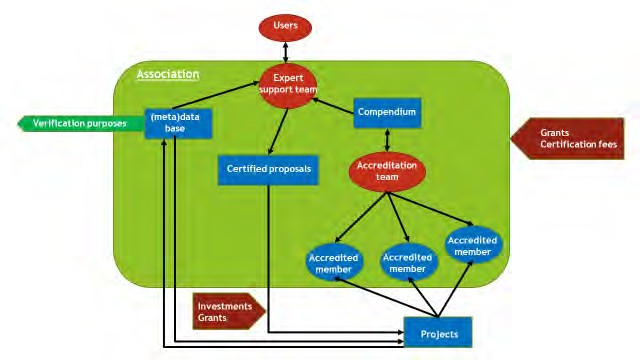 Users
Association
Expert
support team
(meta)data
base
Verification purposes
Compendium
Grants
Certification fees
Certified proposals
Accreditation
team
Accredited
member
Accredited
member
Accredited
member
Investments
Grants
Projects